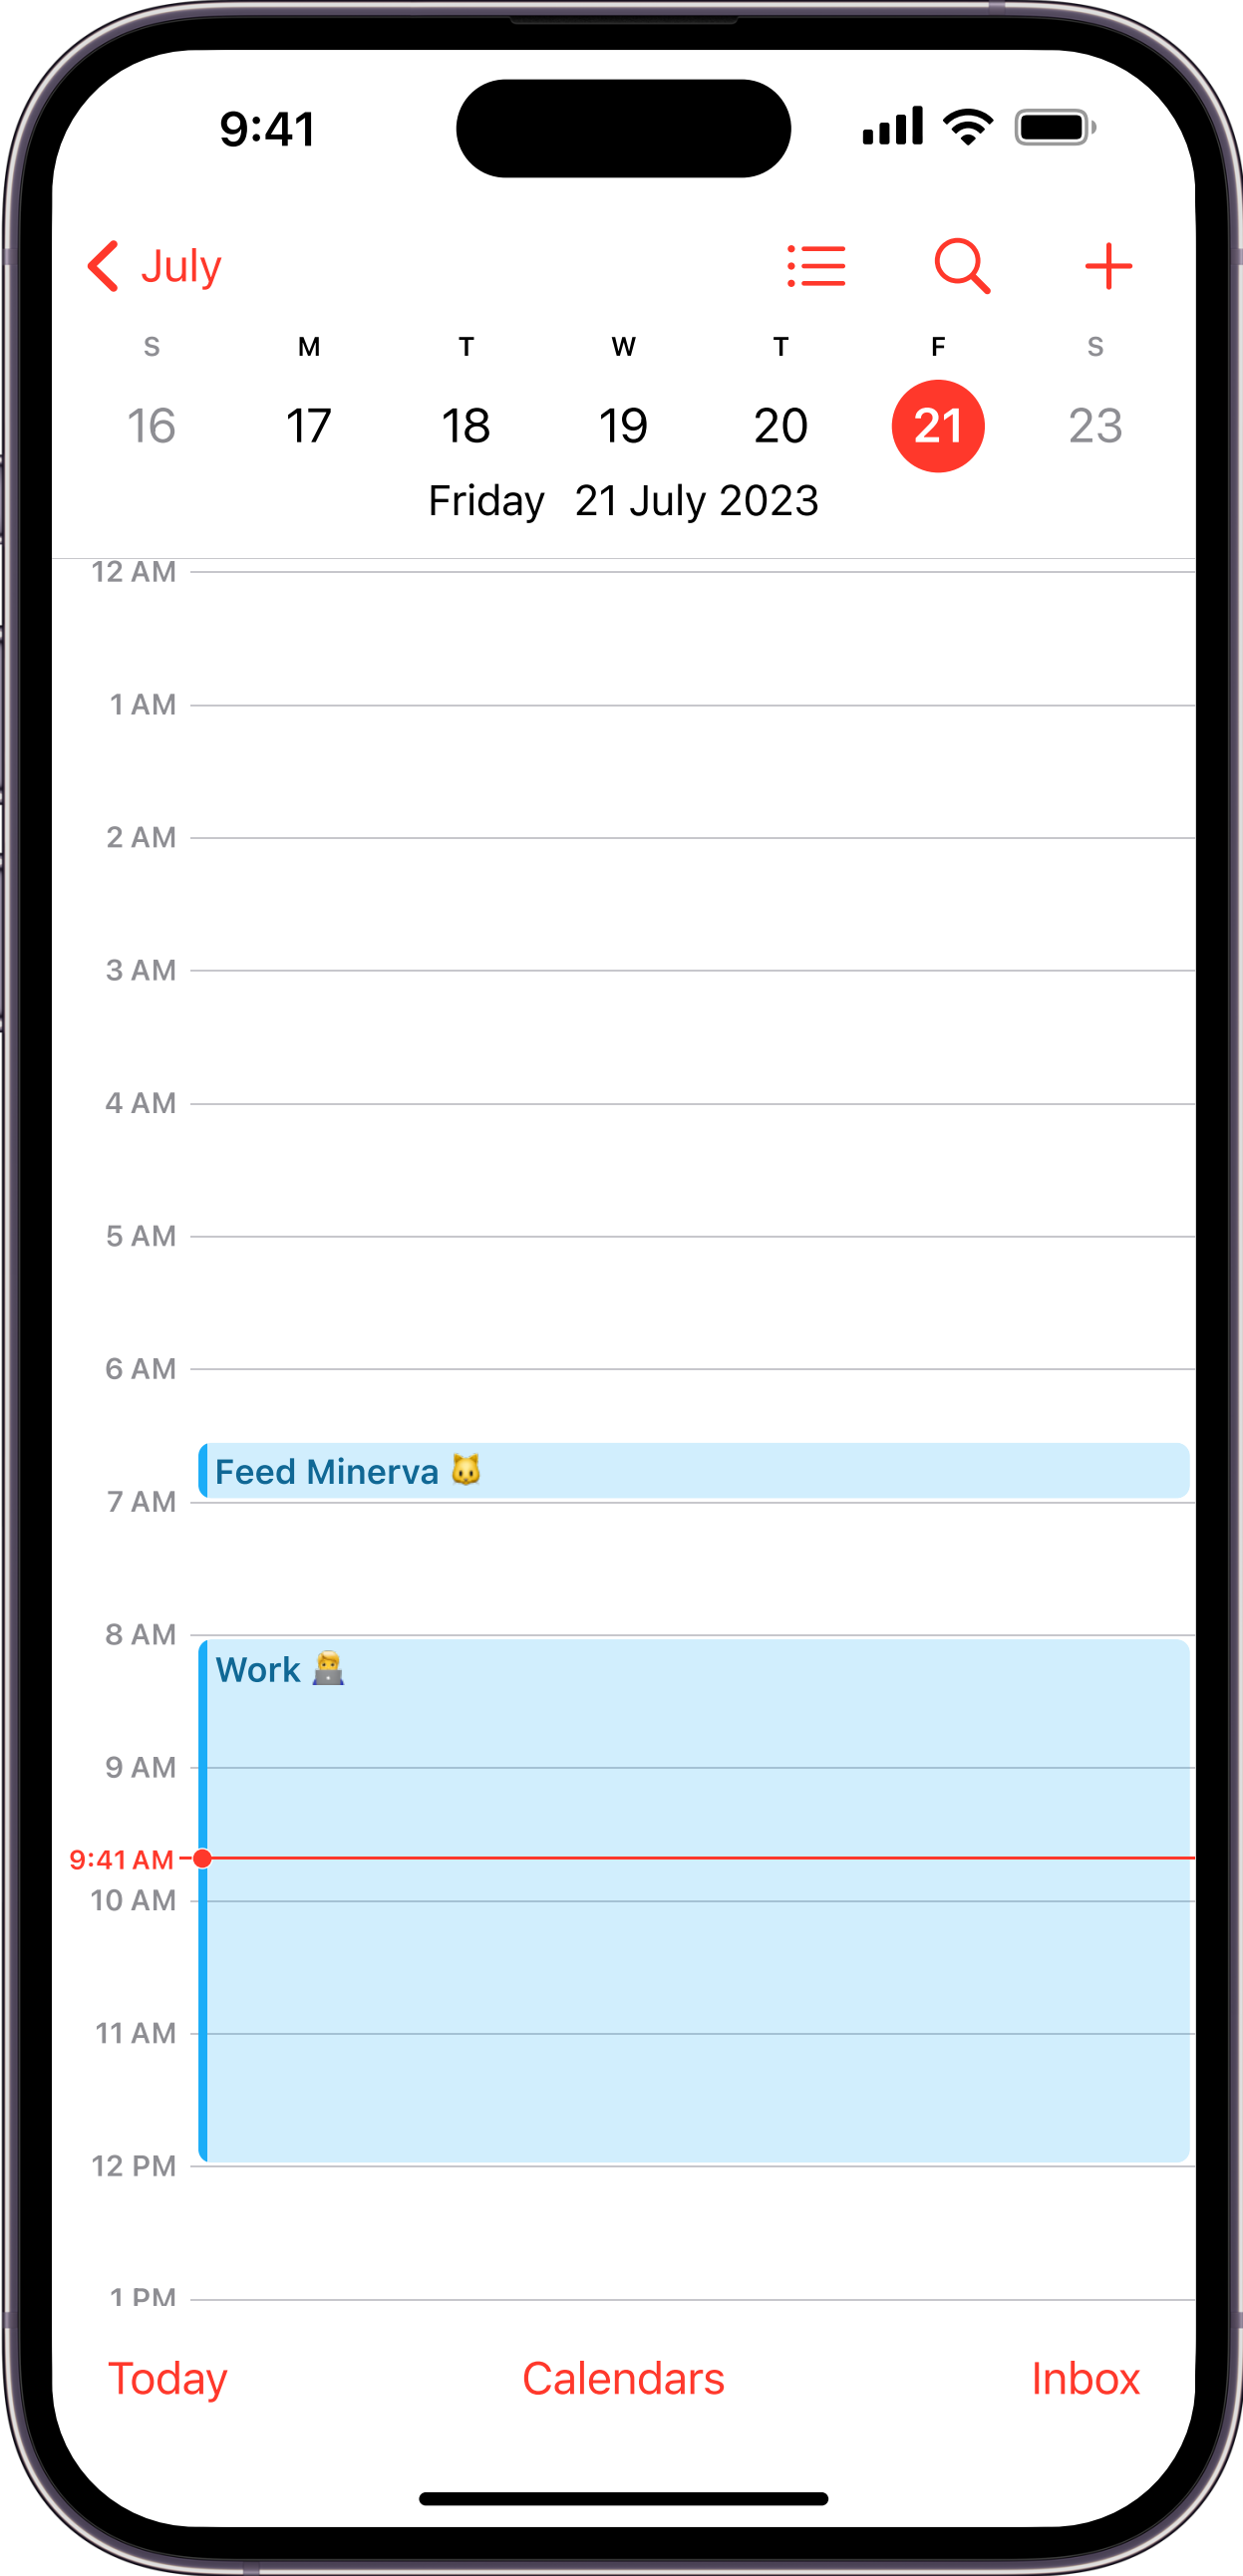 9:41
July
S M T W T F S
16 17 18 19 20 21 23
Friday 21 July 2023
12 AM
1 AM
2 AM
3 AM
4 AM
5 AM
6 AM
Feed Minerva 🐱
7 AM
8 AM
Work 🧑‍💻
9 AM
9:41 AM
10 AM
11 AM
12 PM
1 PM
Today Calendars Inbox